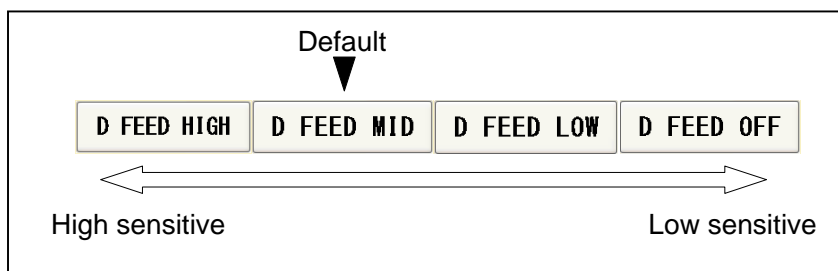 Default
D FEED HIGH D FEED MID D FEED LOW D FEED OFF
High sensitive Low sensitive